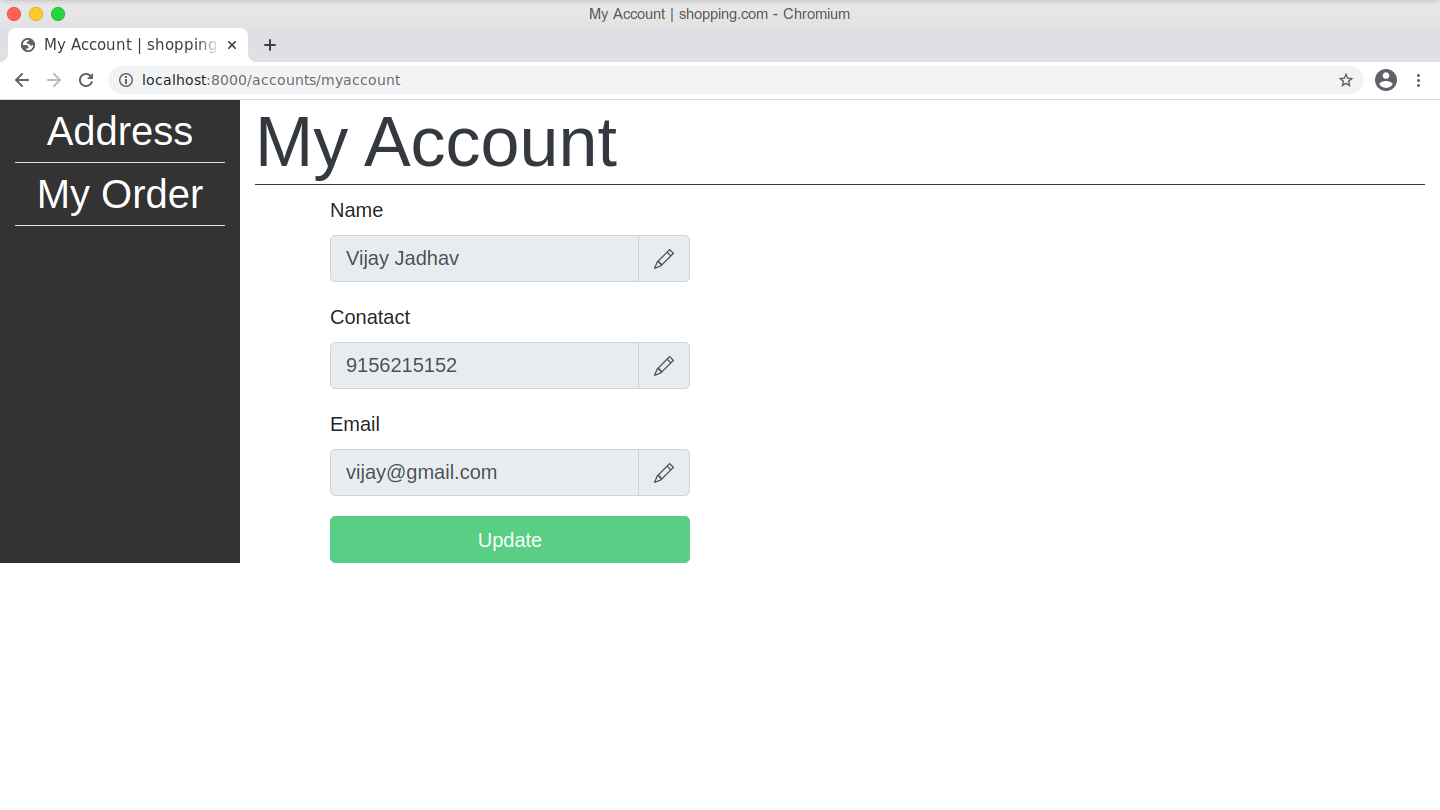 My Account | shopping.com - Chromium
My Account | shopping
localhost:8000/accounts/myaccount
Address
My Order
My Account
Name
Vijay Jadhav
Conatact
9156215152
Email
vijay@gmail.com
Update